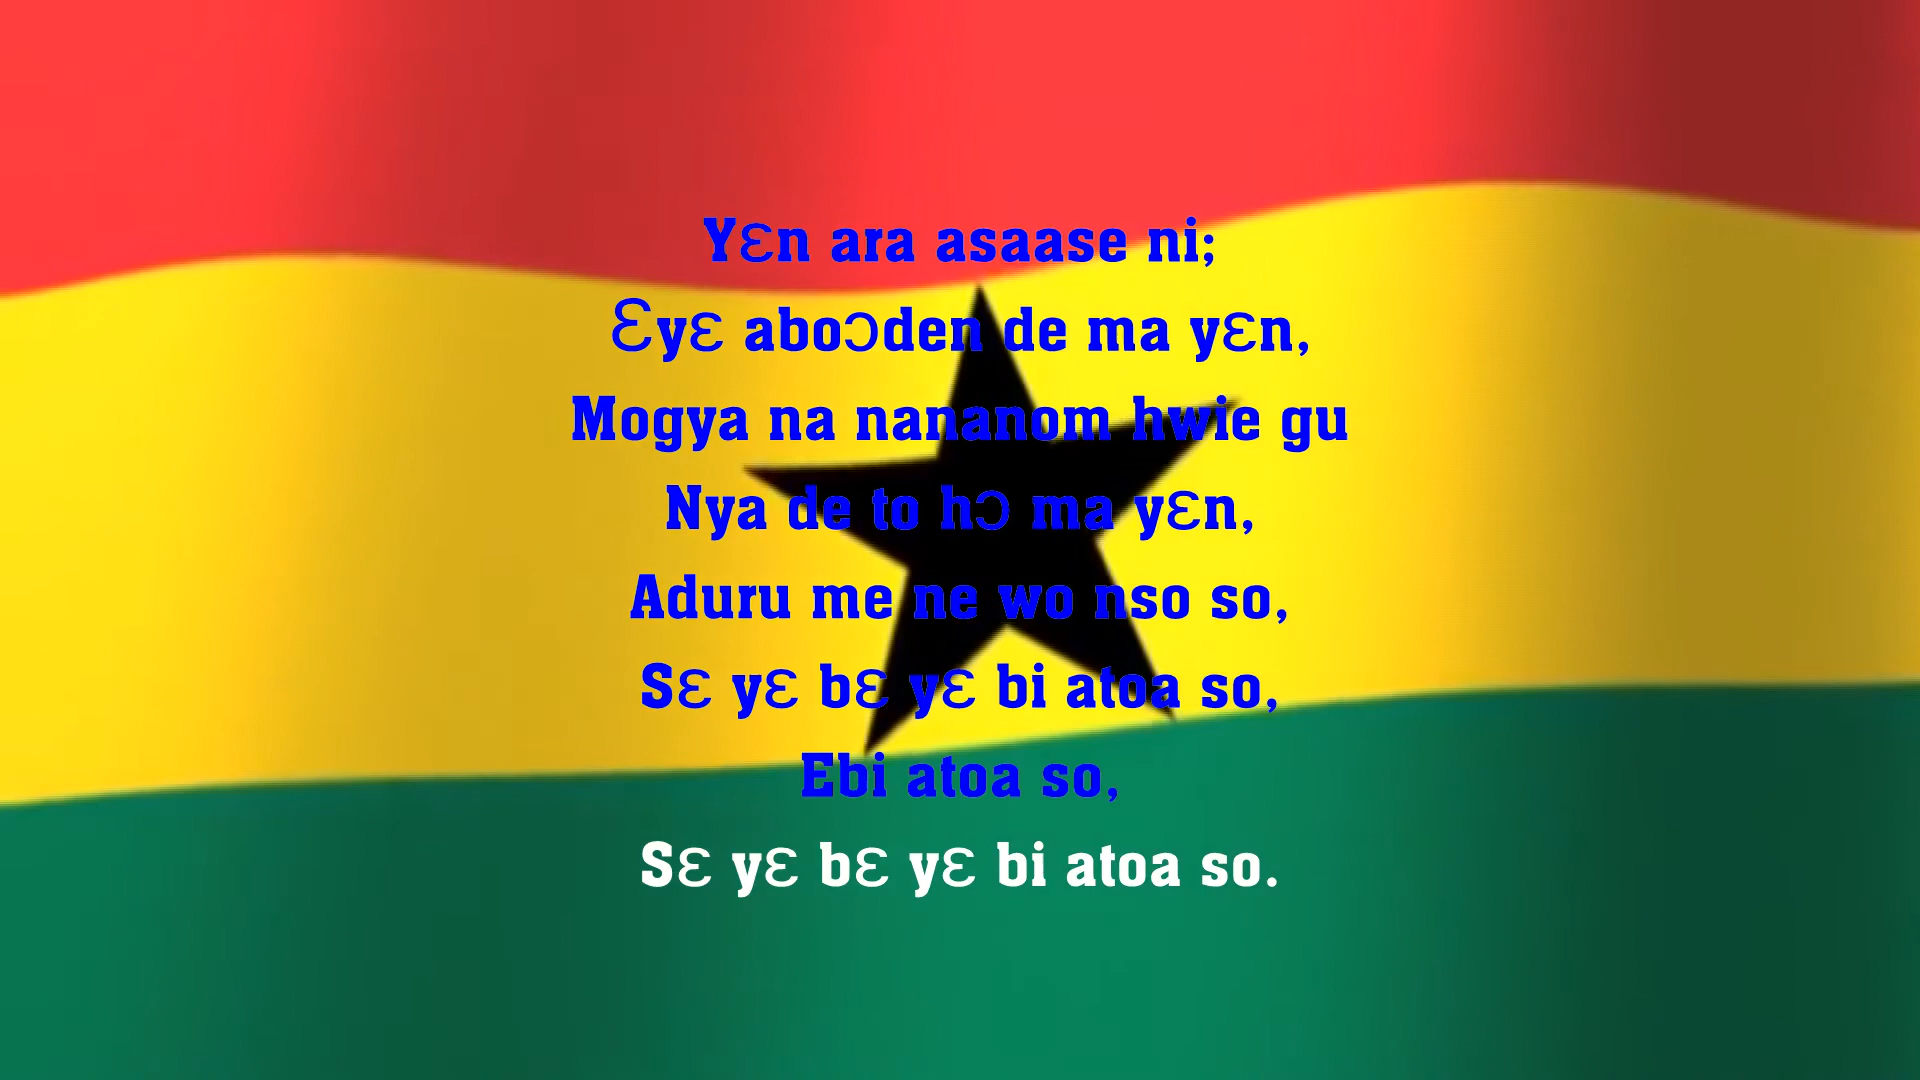 Yɛn ara asaase ni;
Ɛyɛ aboɔden de ma yɛn,
Mogya na nananom hwie gu
Nya de to hɔ ma yɛn,
Aduru me ne wo nso so,
Sɛ yɛ bɛ yɛ bi atoa so,
Ebi atoa so,
Sɛ yɛ bɛ yɛ bi atoa so.